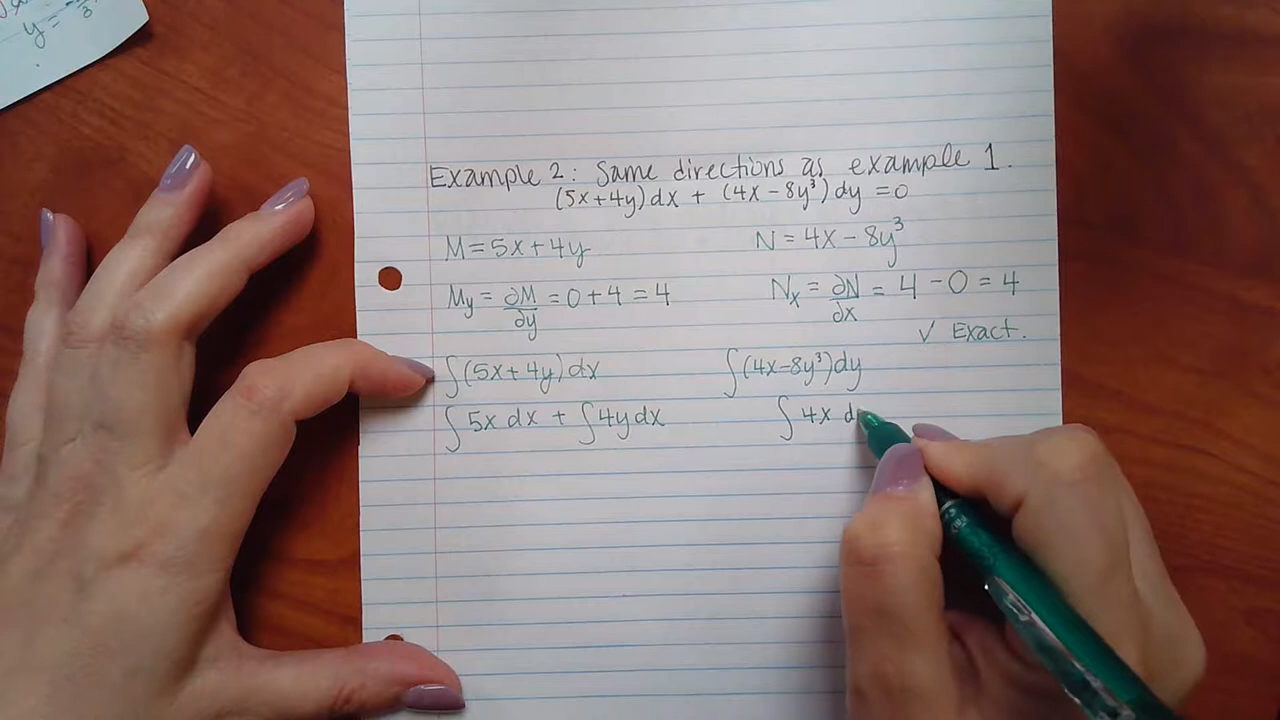 y =
Example 2: Same directions as example 1.
(5x+4y)dx + (4x-8y³)dy = 0
M = 5x + 4y N = 4x - 8y³
My = ∂M/∂y = 0+4 = 4 Nx = ∂N/∂x = 4 - 0 = 4
✓ Exact.
∫(5x+4y)dx ∫(4x-8y³)dy
∫5x dx + ∫4y dx ∫4x d